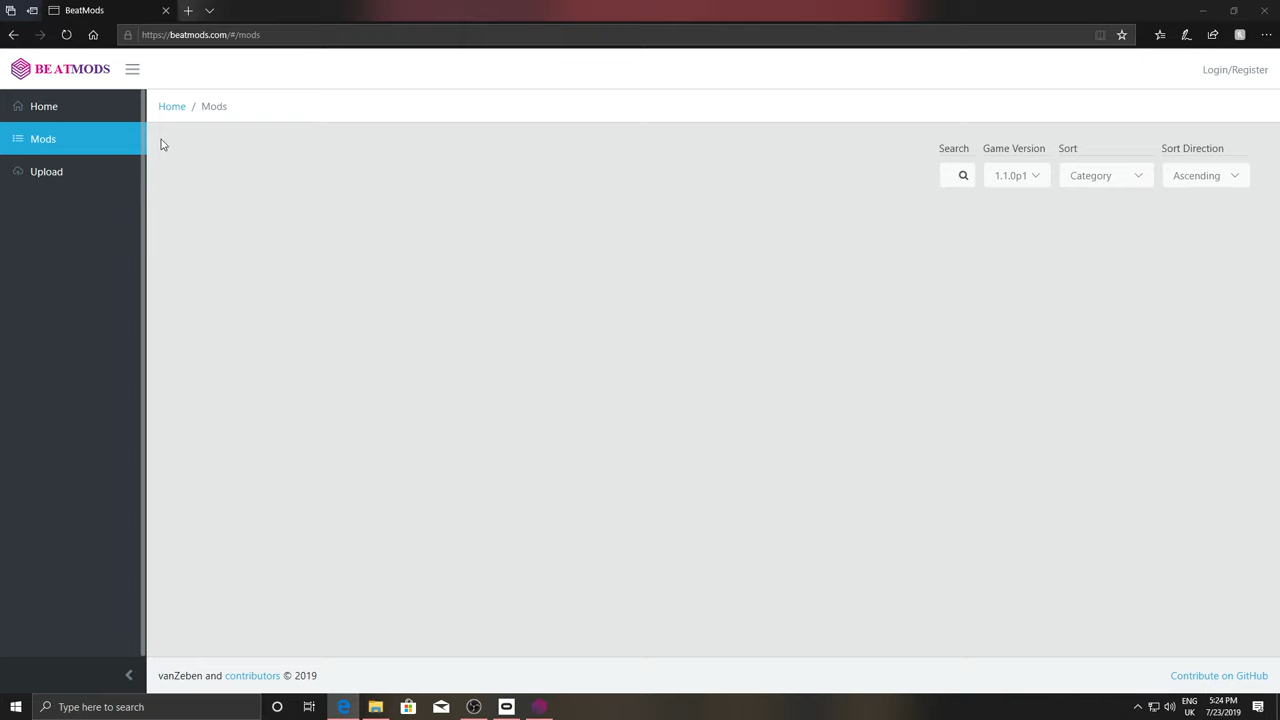 BeatMods
https://beatmods.com/#/mods
BEATMODS
Login/Register
Home
Mods
Upload
Home / Mods
Search
Game Version
Sort
Sort Direction
1.1.0p1
Category
Ascending
vanZeben and contributors © 2019
Contribute on GitHub
Type here to search
ENG
UK
5:24 PM
7/23/2019